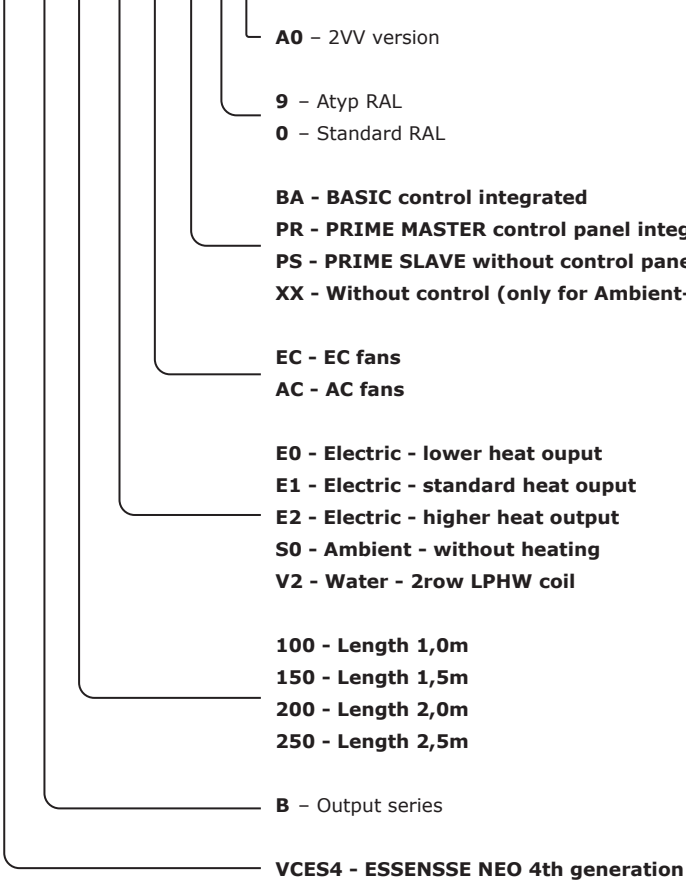 A0 – 2VV version
9 – Atyp RAL
0 – Standard RAL
BA - BASIC control integrated
PR - PRIME MASTER control panel
PS - PRIME SLAVE without control
XX - Without control (only for
EC - EC fans
AC - AC fans
E0 - Electric - lower heat ouput
E1 - Electric - standard heat ouput
E2 - Electric - higher heat output
S0 - Ambient - without heating
V2 - Water - 2row LPHW coil
100 - Length 1,0m
150 - Length 1,5m
200 - Length 2,0m
250 - Length 2,5m
B – Output series
VCES4 - ESSENSSE NEO 4th generation